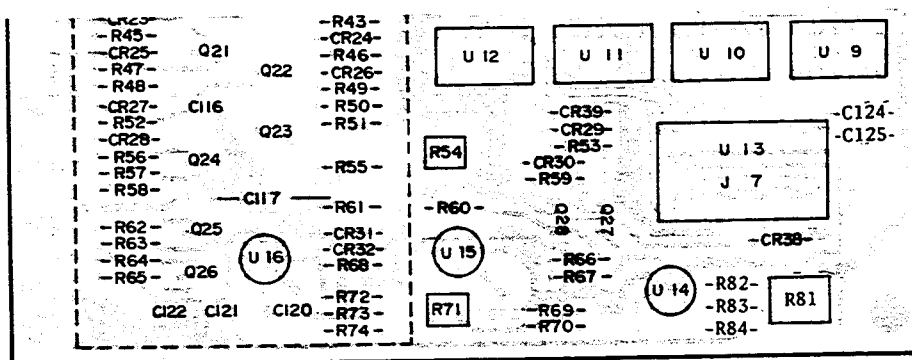 -CR23-
-R45-
-CR25-
-R47-
-R48-
-CR27-
-R52-
-CR28-
-R56-
-R57-
-R58-
-R62-
-R63-
-R64-
-R65-
Q21
Q22
C116
Q23
Q24
C117
Q25
U 16
Q26
C122 C121 C120
-R43-
-CR24-
-R46-
-CR26-
-R49-
-R50-
-R51-
-R55-
-R61-
-CR31-
-CR32-
-R68-
-R72-
-R73-
-R74-
U 12
U 11
U 10
U 9
-CR39-
-CR29-
-R53-
-CR30-
-R59-
R54
-R60-
U 15
R71
Q28
Q27
-R66-
-R67-
-R69-
-R70-
-C124-
-C125-
U 13
J 7
-CR38-
U 14
-R82-
-R83-
-R84-
R81